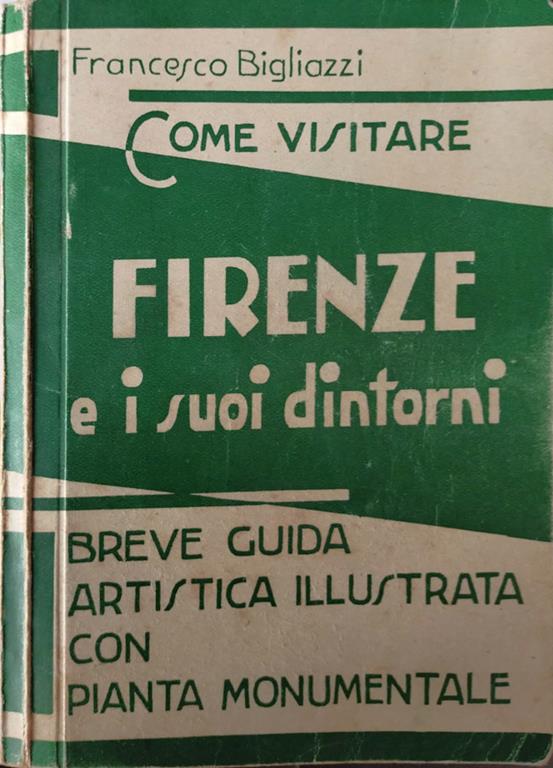 Francesco Bigliazzi
COME VISITARE
FIRENZE
e i suoi dintorni
BREVE GUIDA
ARTISTICA ILLUSTRATA
CON
PIANTA MONUMENTALE